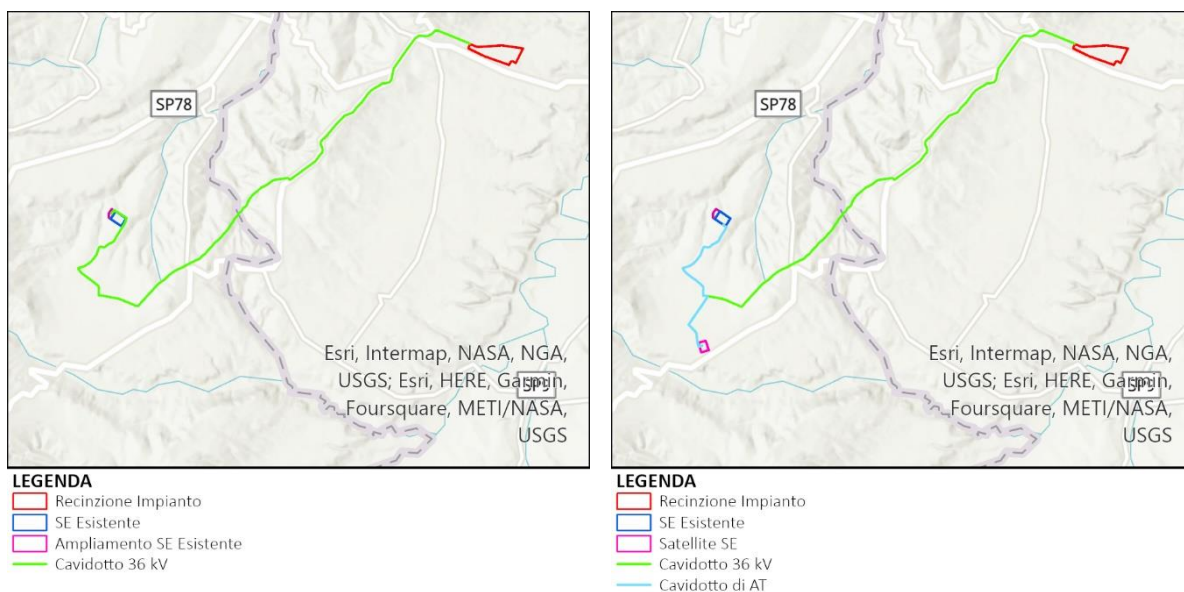 SP78
Esri, Intermap, NASA, NGA,
USGS; Esri, HERE, Garmin,
Foursquare, METI/NASA,
USGS
LEGENDA
Recinzione Impianto
SE Esistente
Ampliamento SE Esistente
Cavidotto 36 kV
SP78
Esri, Intermap, NASA, NGA,
USGS; Esri, HERE, Garmin,
Foursquare, METI/NASA,
USGS
LEGENDA
Recinzione Impianto
SE Esistente
Satellite SE
Cavidotto 36 kV
Cavidotto di AT